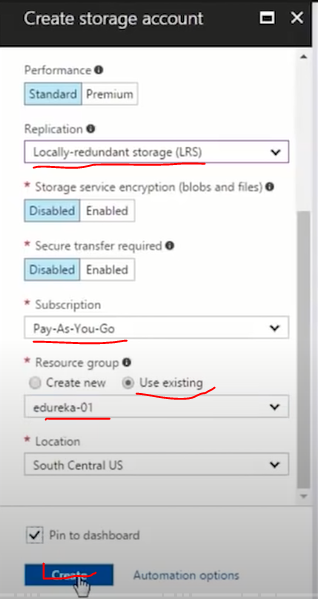 Create storage account
Performance
Standard Premium
Replication
Locally-redundant storage (LRS)
* Storage service encryption (blobs and files)
Disabled Enabled
* Secure transfer required
Disabled Enabled
* Subscription
Pay-As-You-Go
* Resource group
Create new Use existing
edureka-01
* Location
South Central US
Pin to dashboard
Create Automation options